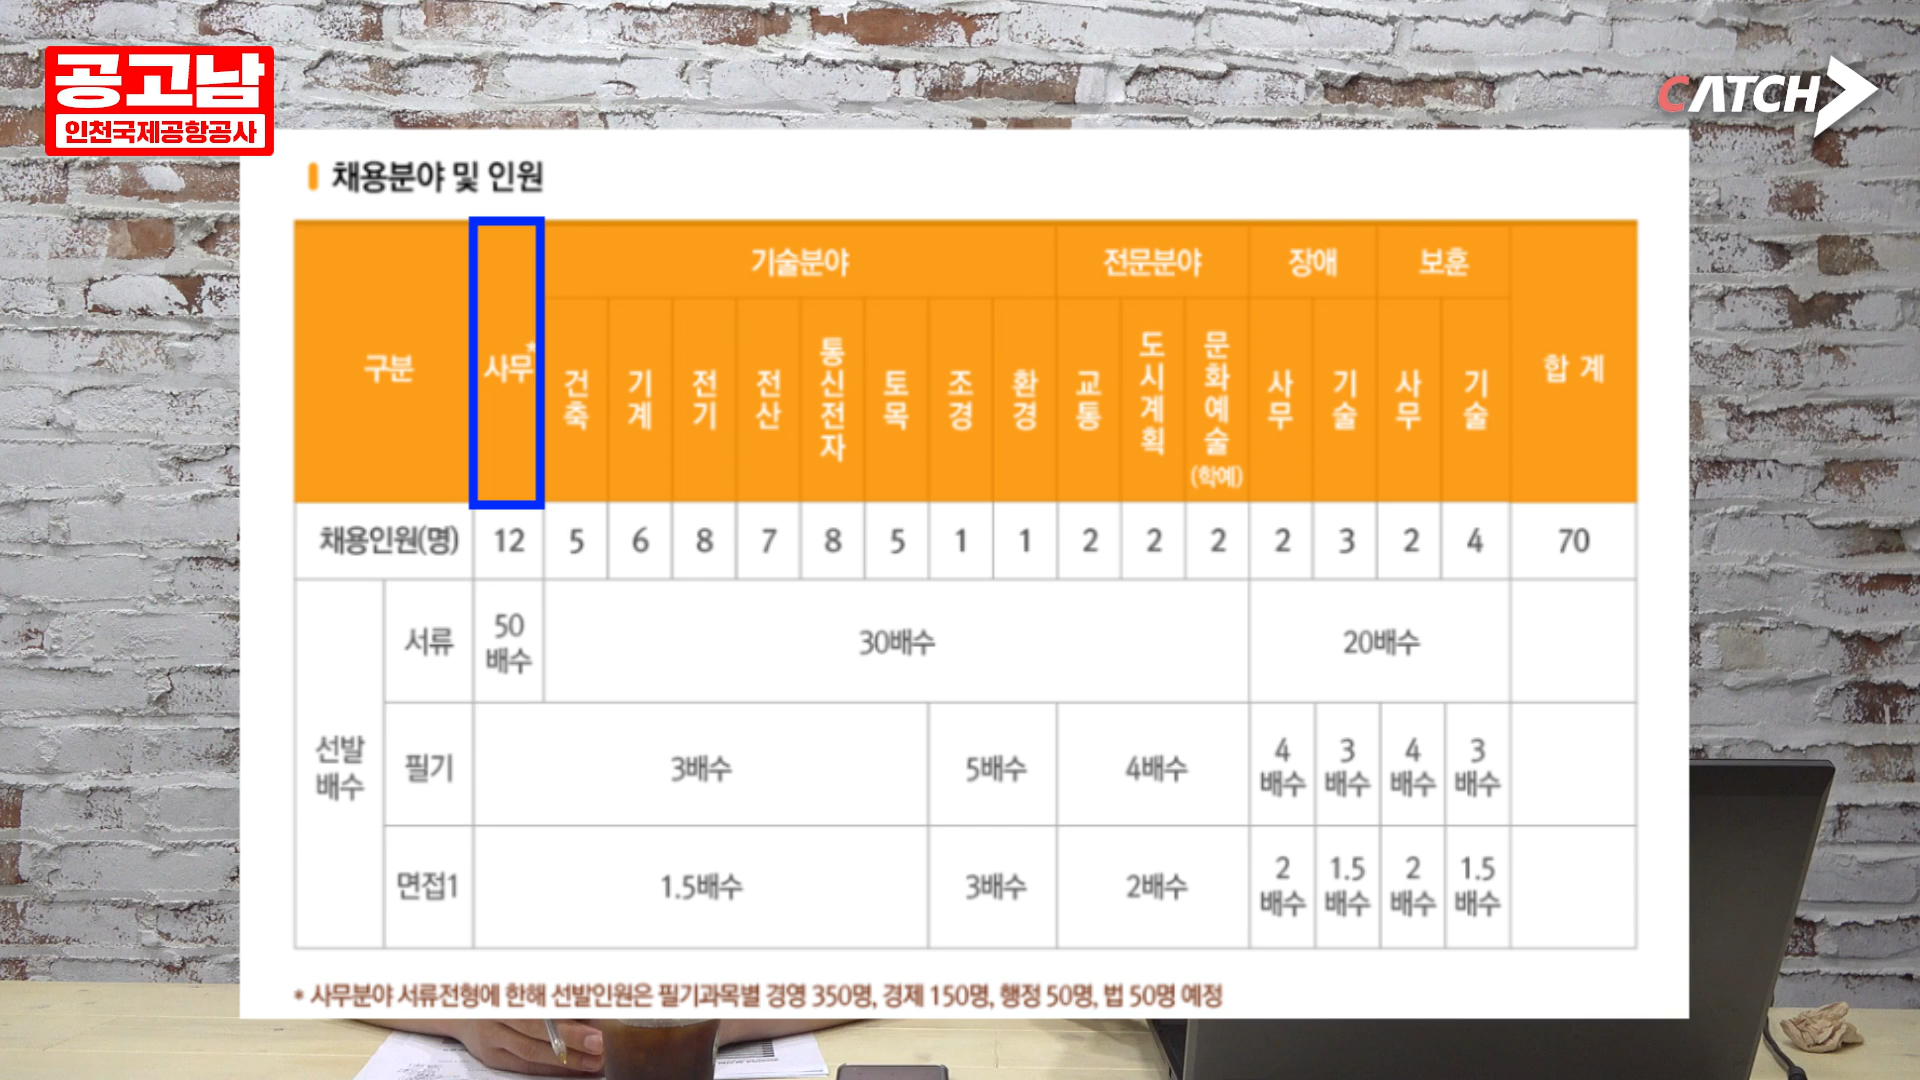 공고남
인천국제공항공사
CATCH
채용분야 및 인원
구분 사무* 기술분야 전문분야 장애 보훈 합 계
건축 기계 전기 전산 통신전자 토목 조경 환경 교통 도시계획 문화예술(학예) 사무 기술 사무 기술
채용인원(명) 12 5 6 8 7 8 5 1 1 2 2 2 2 3 2 4 70
선발배수 서류 50배수 30배수 20배수
필기 3배수 5배수 4배수 4배수 3배수 4배수 3배수
면접1 1.5배수 3배수 2배수 2배수 1.5배수 2배수 1.5배수
* 사무분야 서류전형에 한해 선발인원은 필기과목별 경영 350명, 경제 150명, 행정 50명, 법 50명 예정